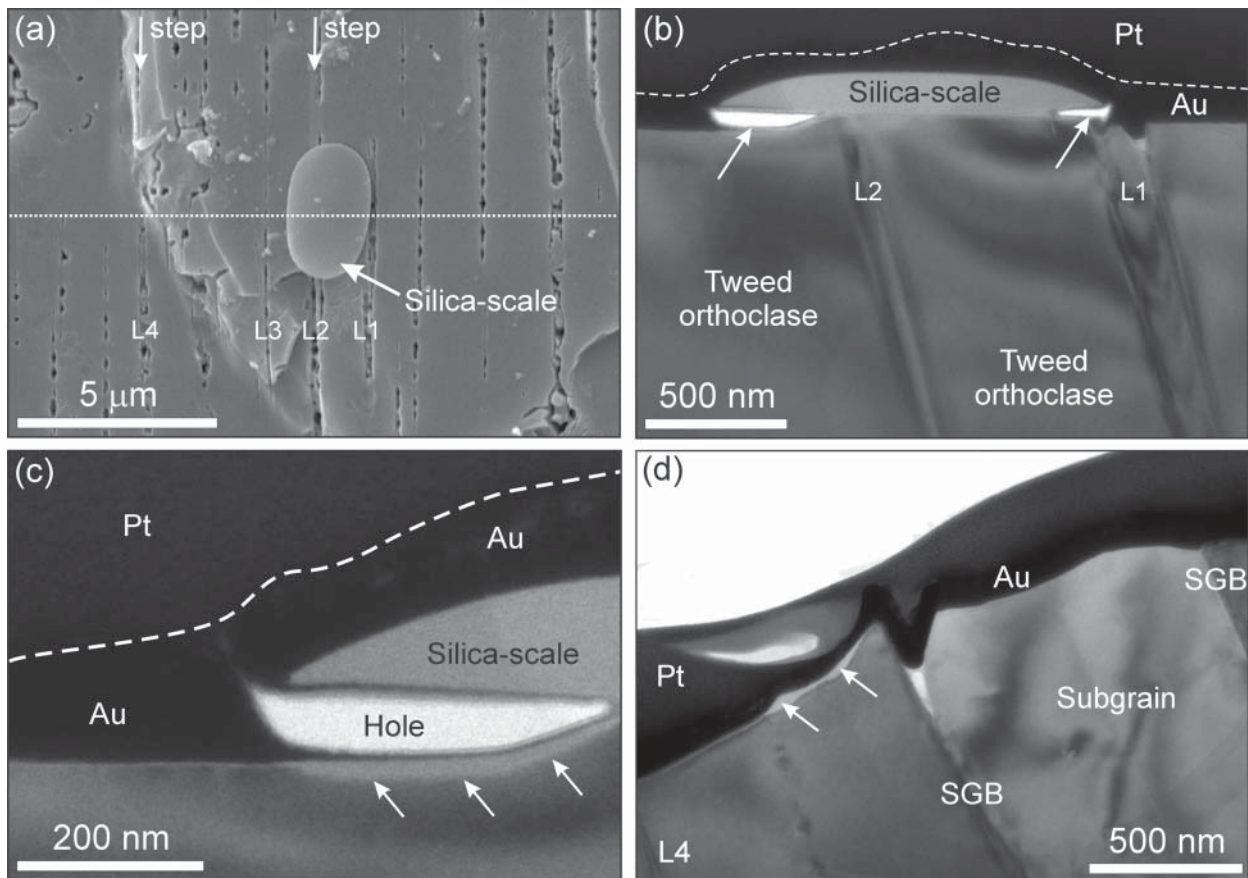 (a)
step
step
Silica-scale
L4
L3
L2
L1
5 μm
(b)
Pt
Silica-scale
Au
L2
L1
Tweed
orthoclase
Tweed
orthoclase
500 nm
(c)
Pt
Au
Silica-scale
Au
Hole
200 nm
(d)
Au
SGB
Pt
Subgrain
SGB
L4
500 nm